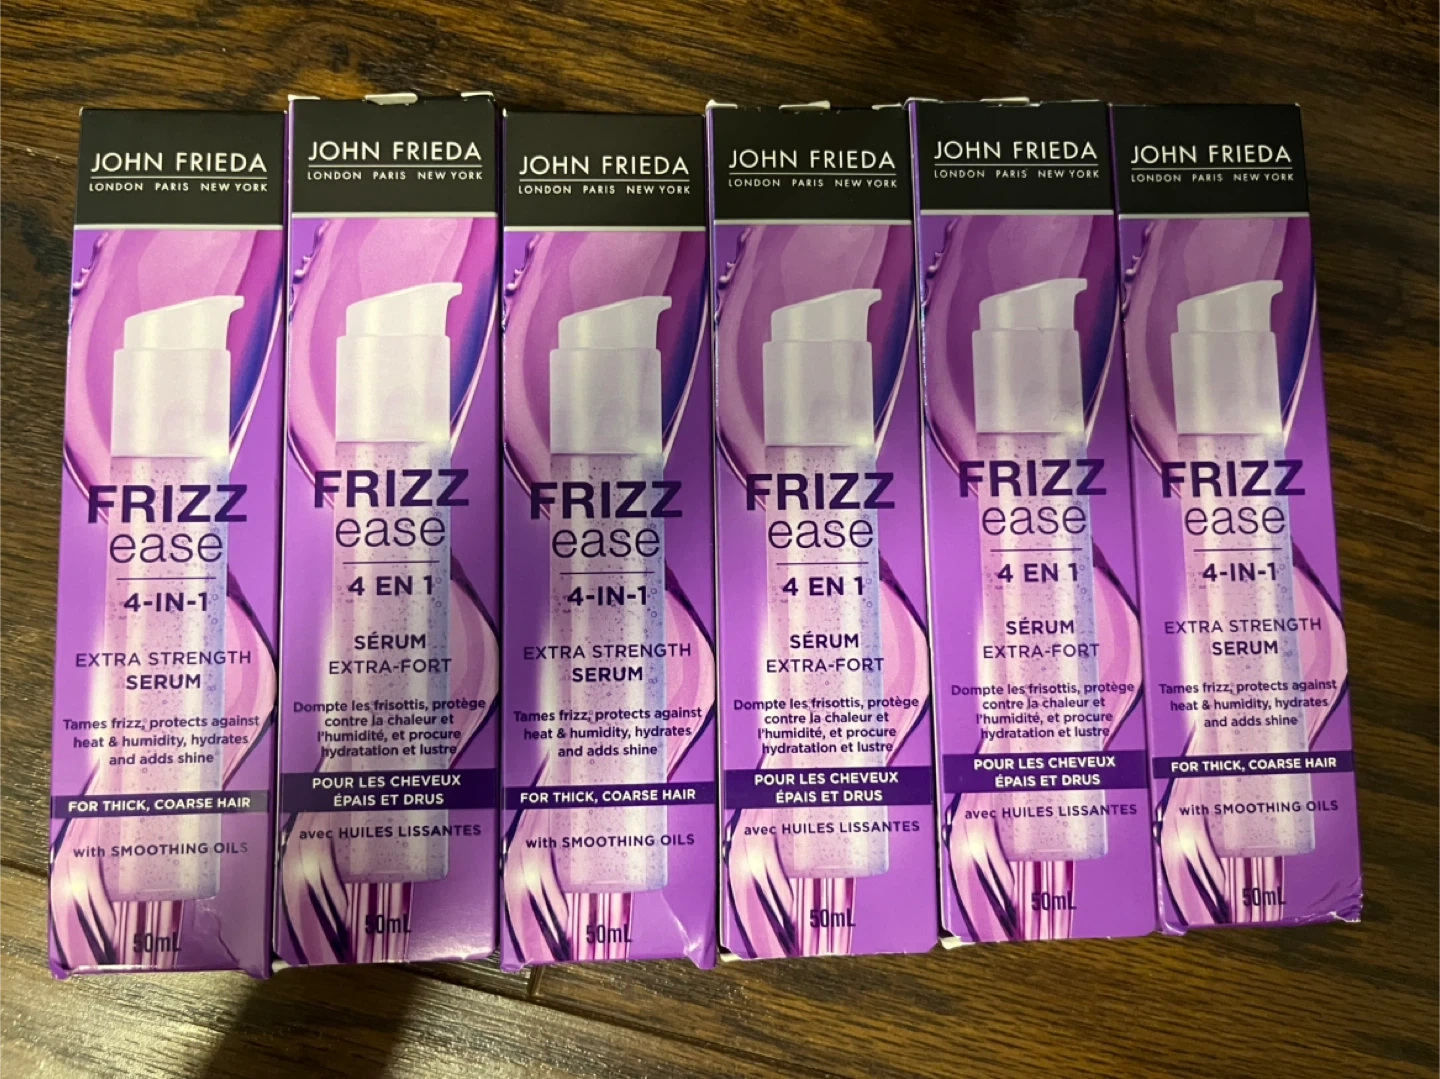 JOHN FRIEDA
LONDON PARIS NEW YORK
FRIZZ
ease
4-IN-1
EXTRA STRENGTH
SERUM
Tames frizz, protects against
heat & humidity, hydrates
and adds shine
FOR THICK, COARSE HAIR
with SMOOTHING OILS
50mL
JOHN FRIEDA
LONDON PARIS NEW YORK
FRIZZ
ease
4 EN 1
SÉRUM
EXTRA-FORT
Dompte les frisottis, protège
contre la chaleur et
l'humidité, et procure
hydratation et lustre
POUR LES CHEVEUX
ÉPAIS ET DRUS
avec HUILES LISSANTES
50mL
JOHN FRIEDA
LONDON PARIS NEW YORK
FRIZZ
ease
4-IN-1
EXTRA STRENGTH
SERUM
Tames frizz, protects against
heat & humidity, hydrates
and adds shine
FOR THICK, COARSE HAIR
with SMOOTHING OILS
50mL
JOHN FRIEDA
LONDON PARIS NEW YORK
FRIZZ
ease
4 EN 1
SÉRUM
EXTRA-FORT
Dompte les frisottis, protège
contre la chaleur et
l'humidité, et procure
hydratation et lustre
POUR LES CHEVEUX
ÉPAIS ET DRUS
avec HUILES LISSANTES
50mL
JOHN FRIEDA
LONDON PARIS NEW YORK
FRIZZ
ease
4 EN 1
SÉRUM
EXTRA-FORT
Dompte les frisottis, protège
contre la chaleur et
l'humidité, et procure
hydratation et lustre
POUR LES CHEVEUX
ÉPAIS ET DRUS
avec HUILES LISSANTES
50mL
JOHN FRIEDA
LONDON PARIS NEW YORK
FRIZZ
ease
4-IN-1
EXTRA STRENGTH
SERUM
Tames frizz, protects against
heat & humidity, hydrates
and adds shine
FOR THICK, COARSE HAIR
with SMOOTHING OILS
50mL